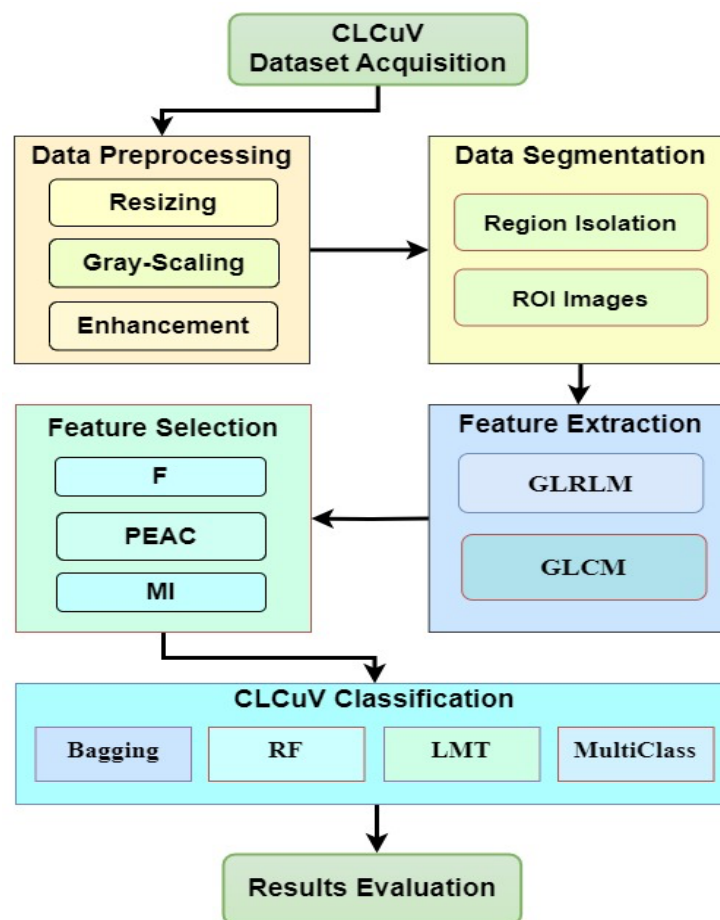 CLCuV
Dataset Acquisition
Data Preprocessing
Resizing
Gray-Scaling
Enhancement
Data Segmentation
Region Isolation
ROI Images
Feature Extraction
GLRLM
GLCM
Feature Selection
F
PEAC
MI
CLCuV Classification
Bagging
RF
LMT
MultiClass
Results Evaluation